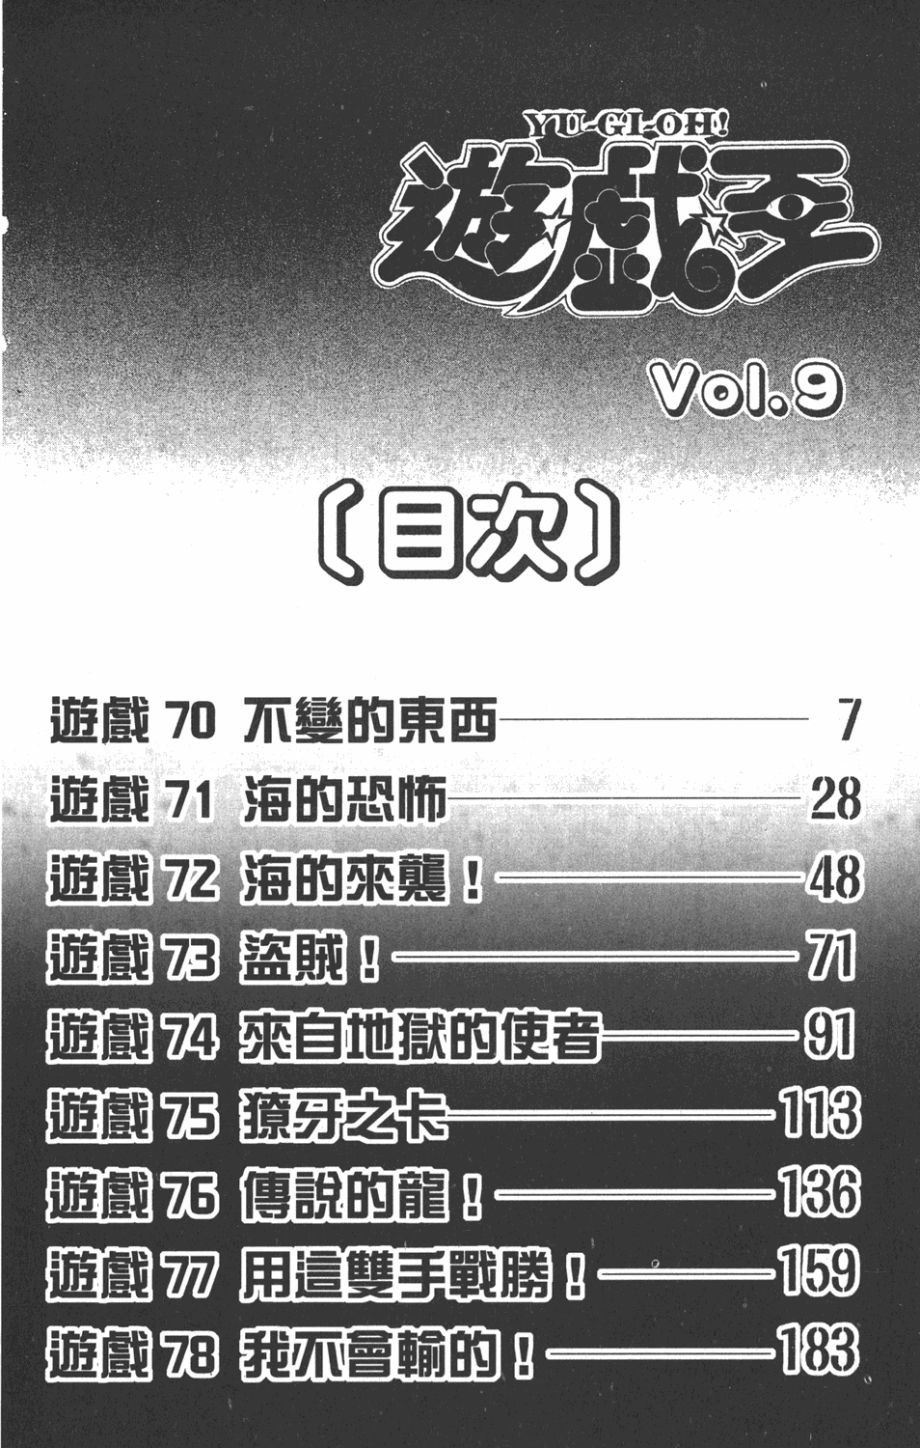 YU-GI-OH!
遊戲王
Vol.9
〔目次〕
遊戲 70 不變的東西 7
遊戲 71 海的恐怖 28
遊戲 72 海的來襲！ 48
遊戲 73 盜賊！ 71
遊戲 74 來自地獄的使者 91
遊戲 75 獠牙之卡 113
遊戲 76 傳說的龍！ 136
遊戲 77 用這雙手戰勝！ 159
遊戲 78 我不會輸的！ 183